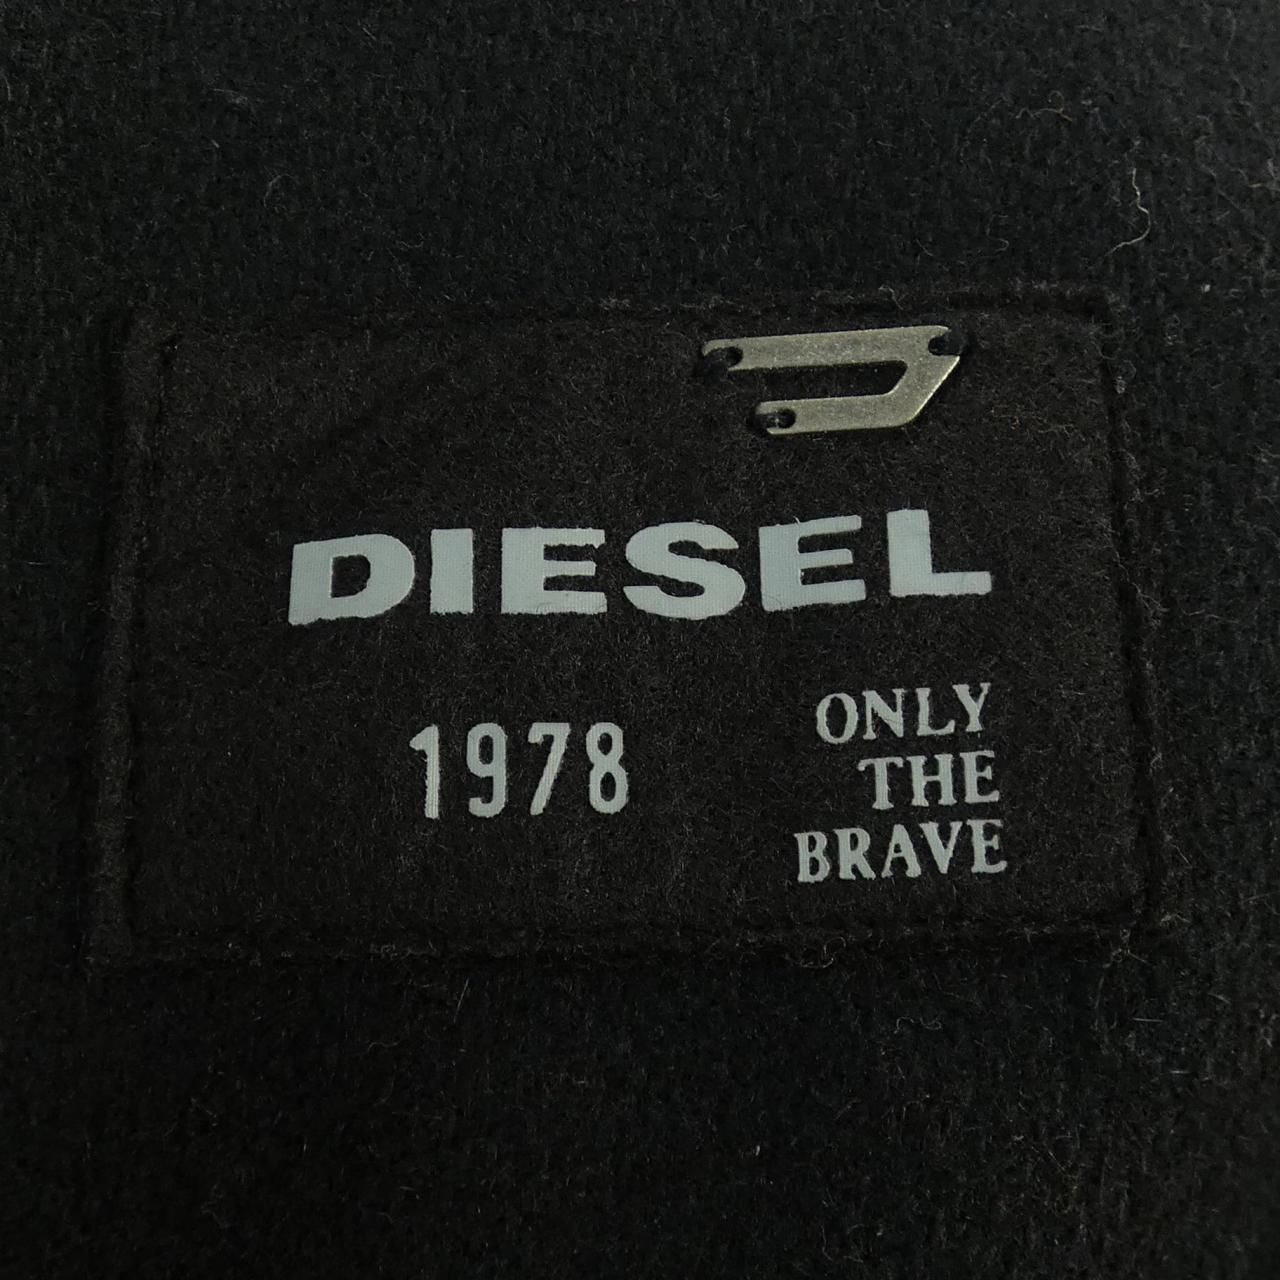 DIESEL
1978
ONLY
THE
BRAVE